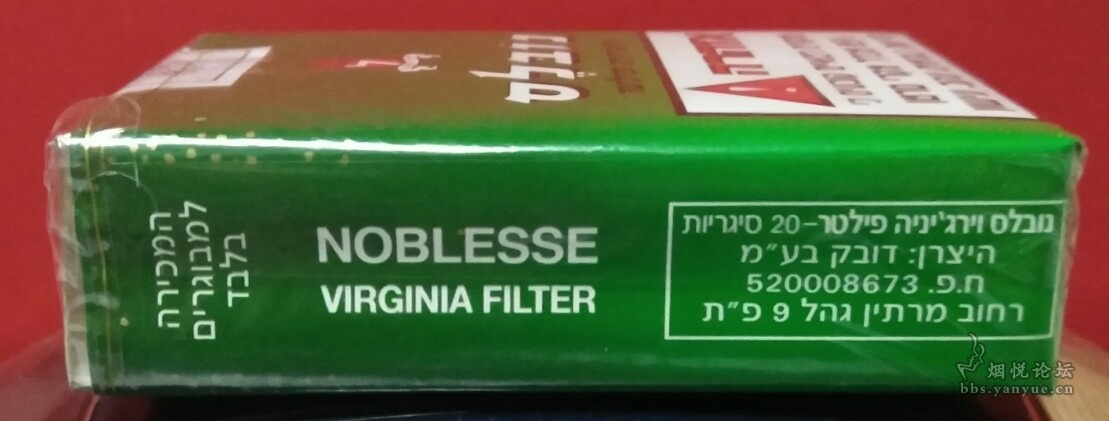 נובלס
המכירה
למבוגרים
בלבד
NOBLESSE
VIRGINIA FILTER
נובלס וירג'יניה פילטר-20 סיגריות
היצרן: דובק בע"מ
ח.פ. 520008673
רחוב מרתין גהל 9 פ"ת
烟悦论坛
bbs.yanyue.cn